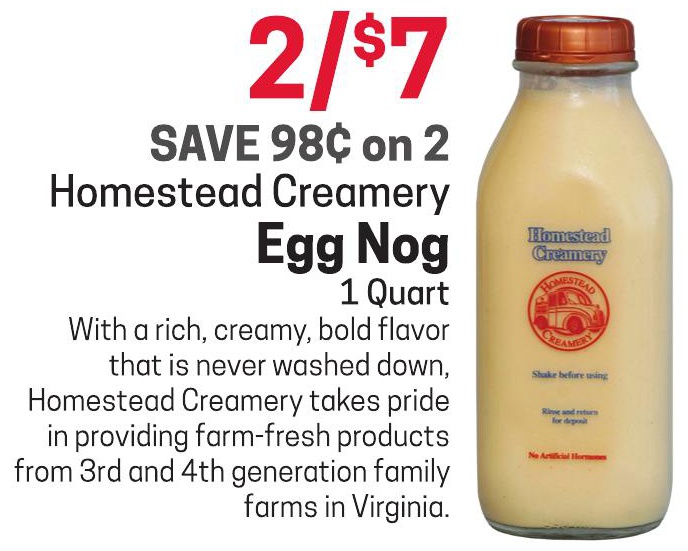 2/$7
SAVE 98¢ on 2
Homestead Creamery
Egg Nog
1 Quart
With a rich, creamy, bold flavor
that is never washed down,
Homestead Creamery takes pride
in providing farm-fresh products
from 3rd and 4th generation family
farms in Virginia.
Homestead
Creamery
HOMESTEAD
CREAMERY
Shake before using
Rinse and return
for deposit
No Artificial Hormones